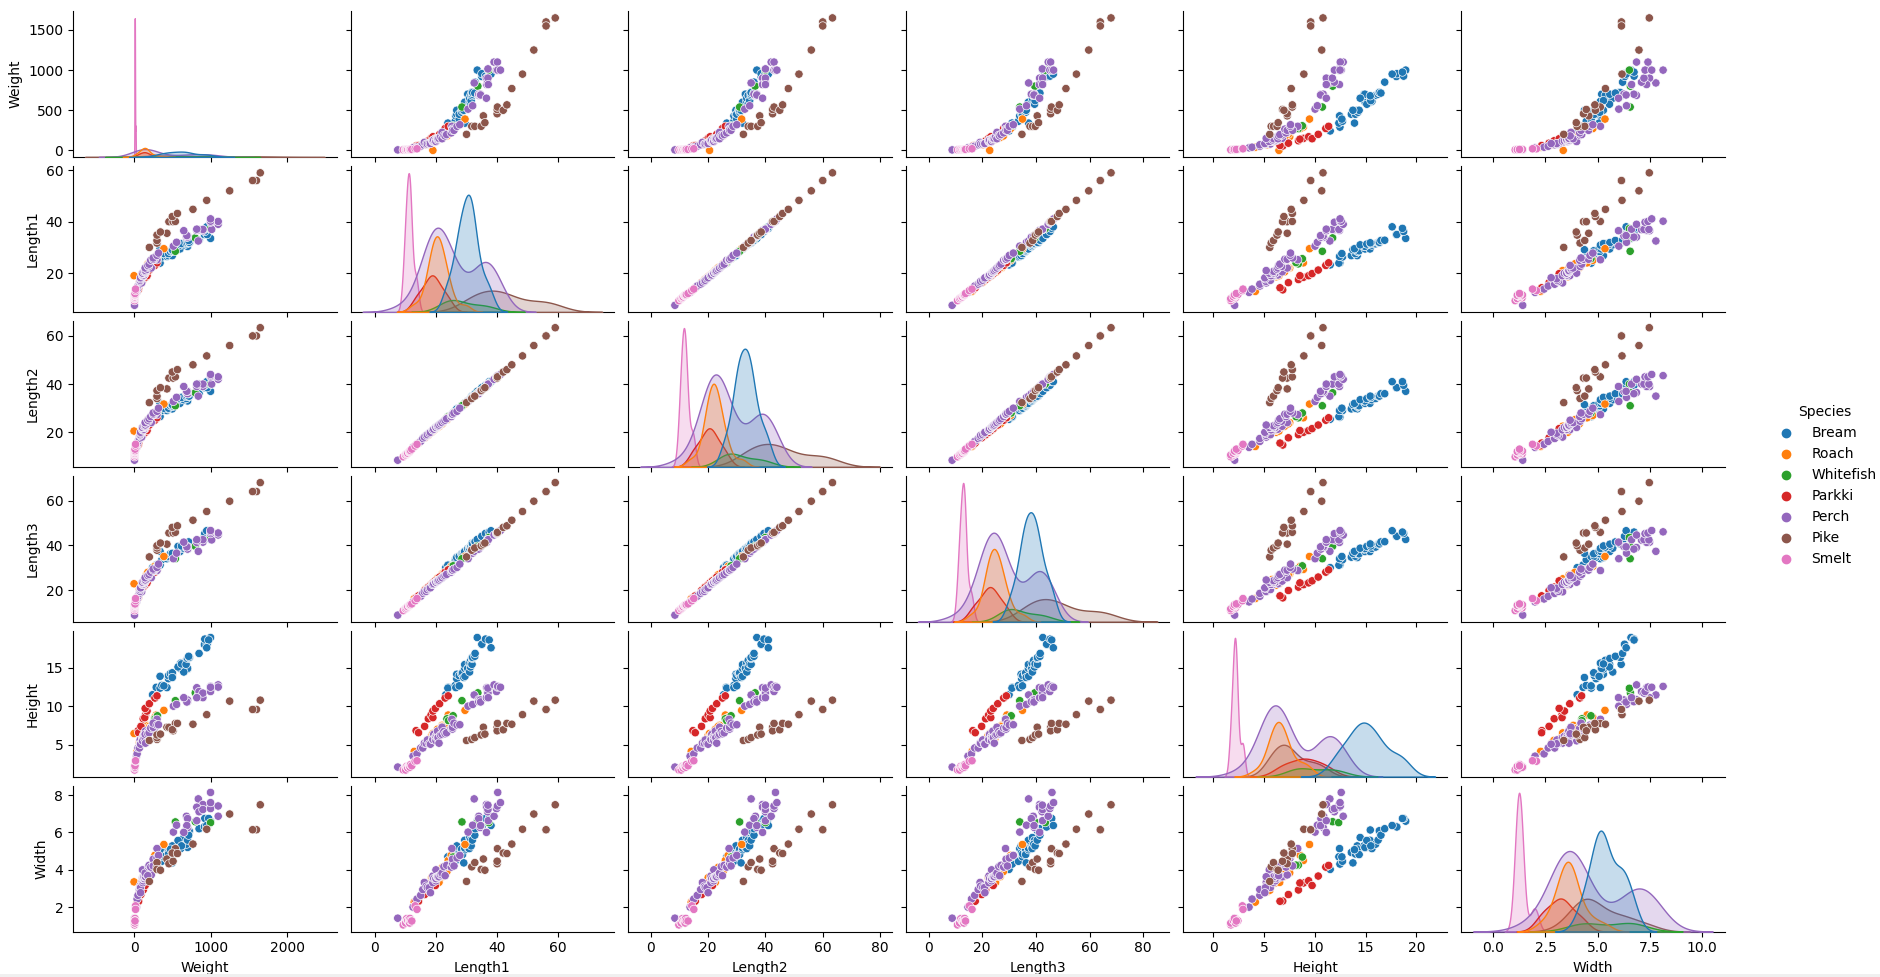 Weight
1500
1000
500
0
Length1
60
40
20
Length2
60
40
20
Length3
60
40
20
Height
15
10
5
Width
8
6
4
2
0 1000 2000
0 20 40 60
0 20 40 60 80
0 20 40 60 80
0 5 10 15 20
0.0 2.5 5.0 7.5 10.0
Weight Length1 Length2 Length3 Height Width
Species
Bream
Roach
Whitefish
Parkki
Perch
Pike
Smelt